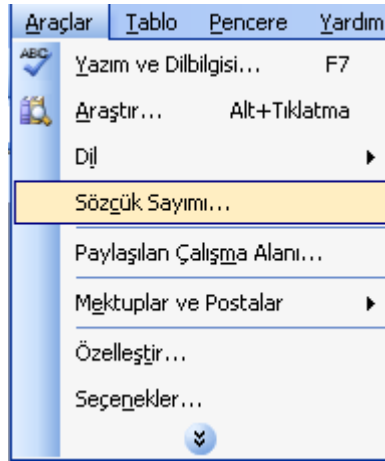 Araçlar Tablo Pencere Yardım
ABC Yazım ve Dilbilgisi... F7
Araştır... Alt+Tıklatma
Dil
Sözcük Sayımı...
Paylaşılan Çalışma Alanı...
Mektuplar ve Postalar
Özelleştir...
Seçenekler...